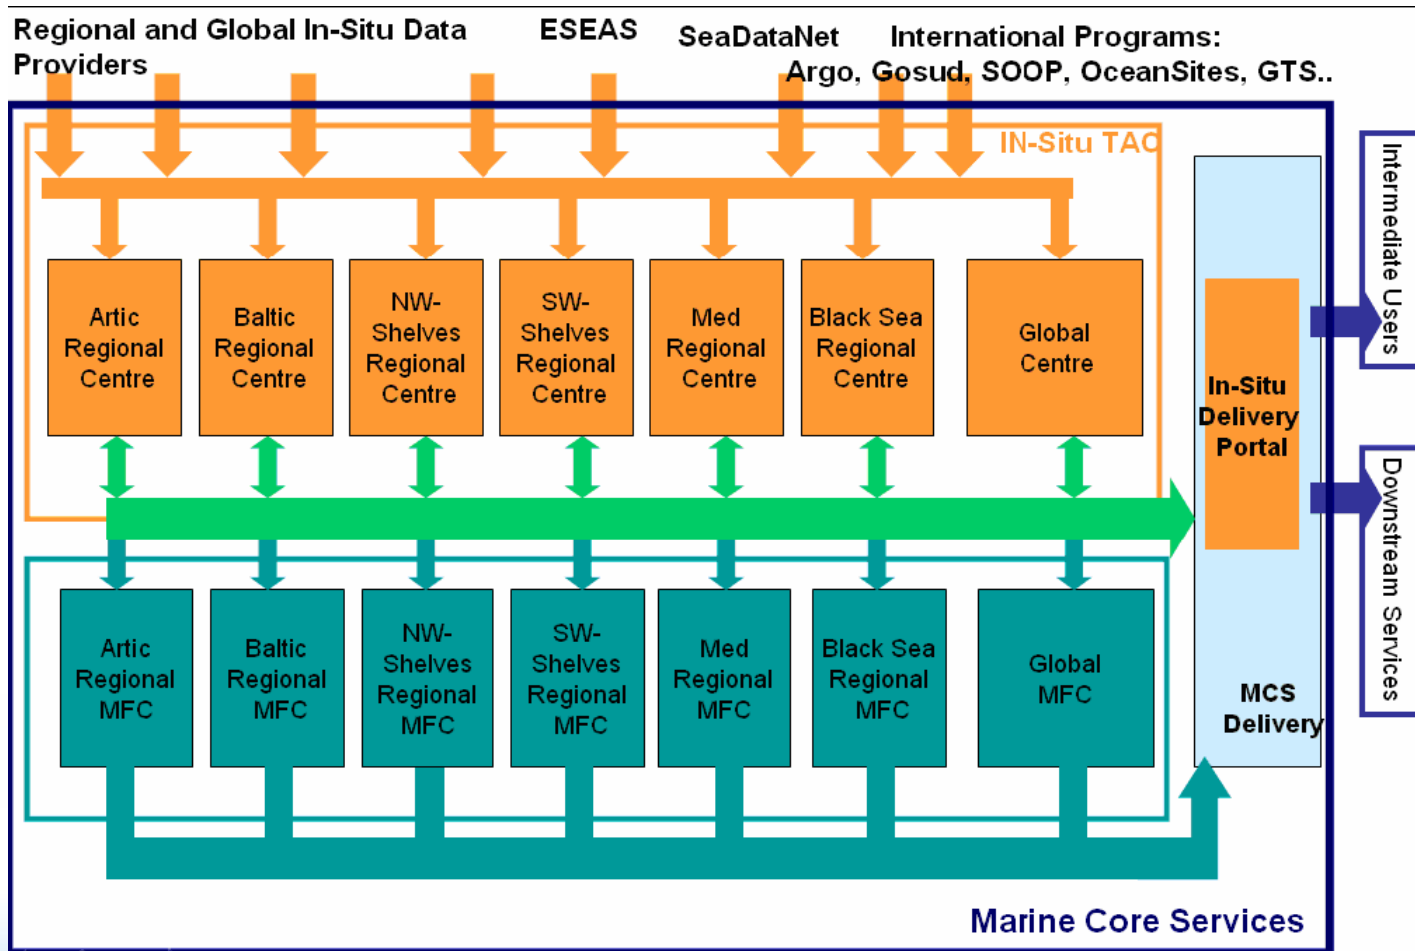 Regional and Global In-Situ Data
Providers
ESEAS
SeaDataNet
International Programs:
Argo, Gosud, SOOP, OceanSites, GTS..
IN-Situ TAC
Artic
Regional
Centre
Baltic
Regional
Centre
NW-
Shelves
Regional
Centre
SW-
Shelves
Regional
Centre
Med
Regional
Centre
Black Sea
Regional
Centre
Global
Centre
In-Situ
Delivery
Portal
Intermediate Users
Downstream Services
Artic
Regional
MFC
Baltic
Regional
MFC
NW-
Shelves
Regional
MFC
SW-
Shelves
Regional
MFC
Med
Regional
MFC
Black Sea
Regional
MFC
Global
MFC
MCS
Delivery
Marine Core Services